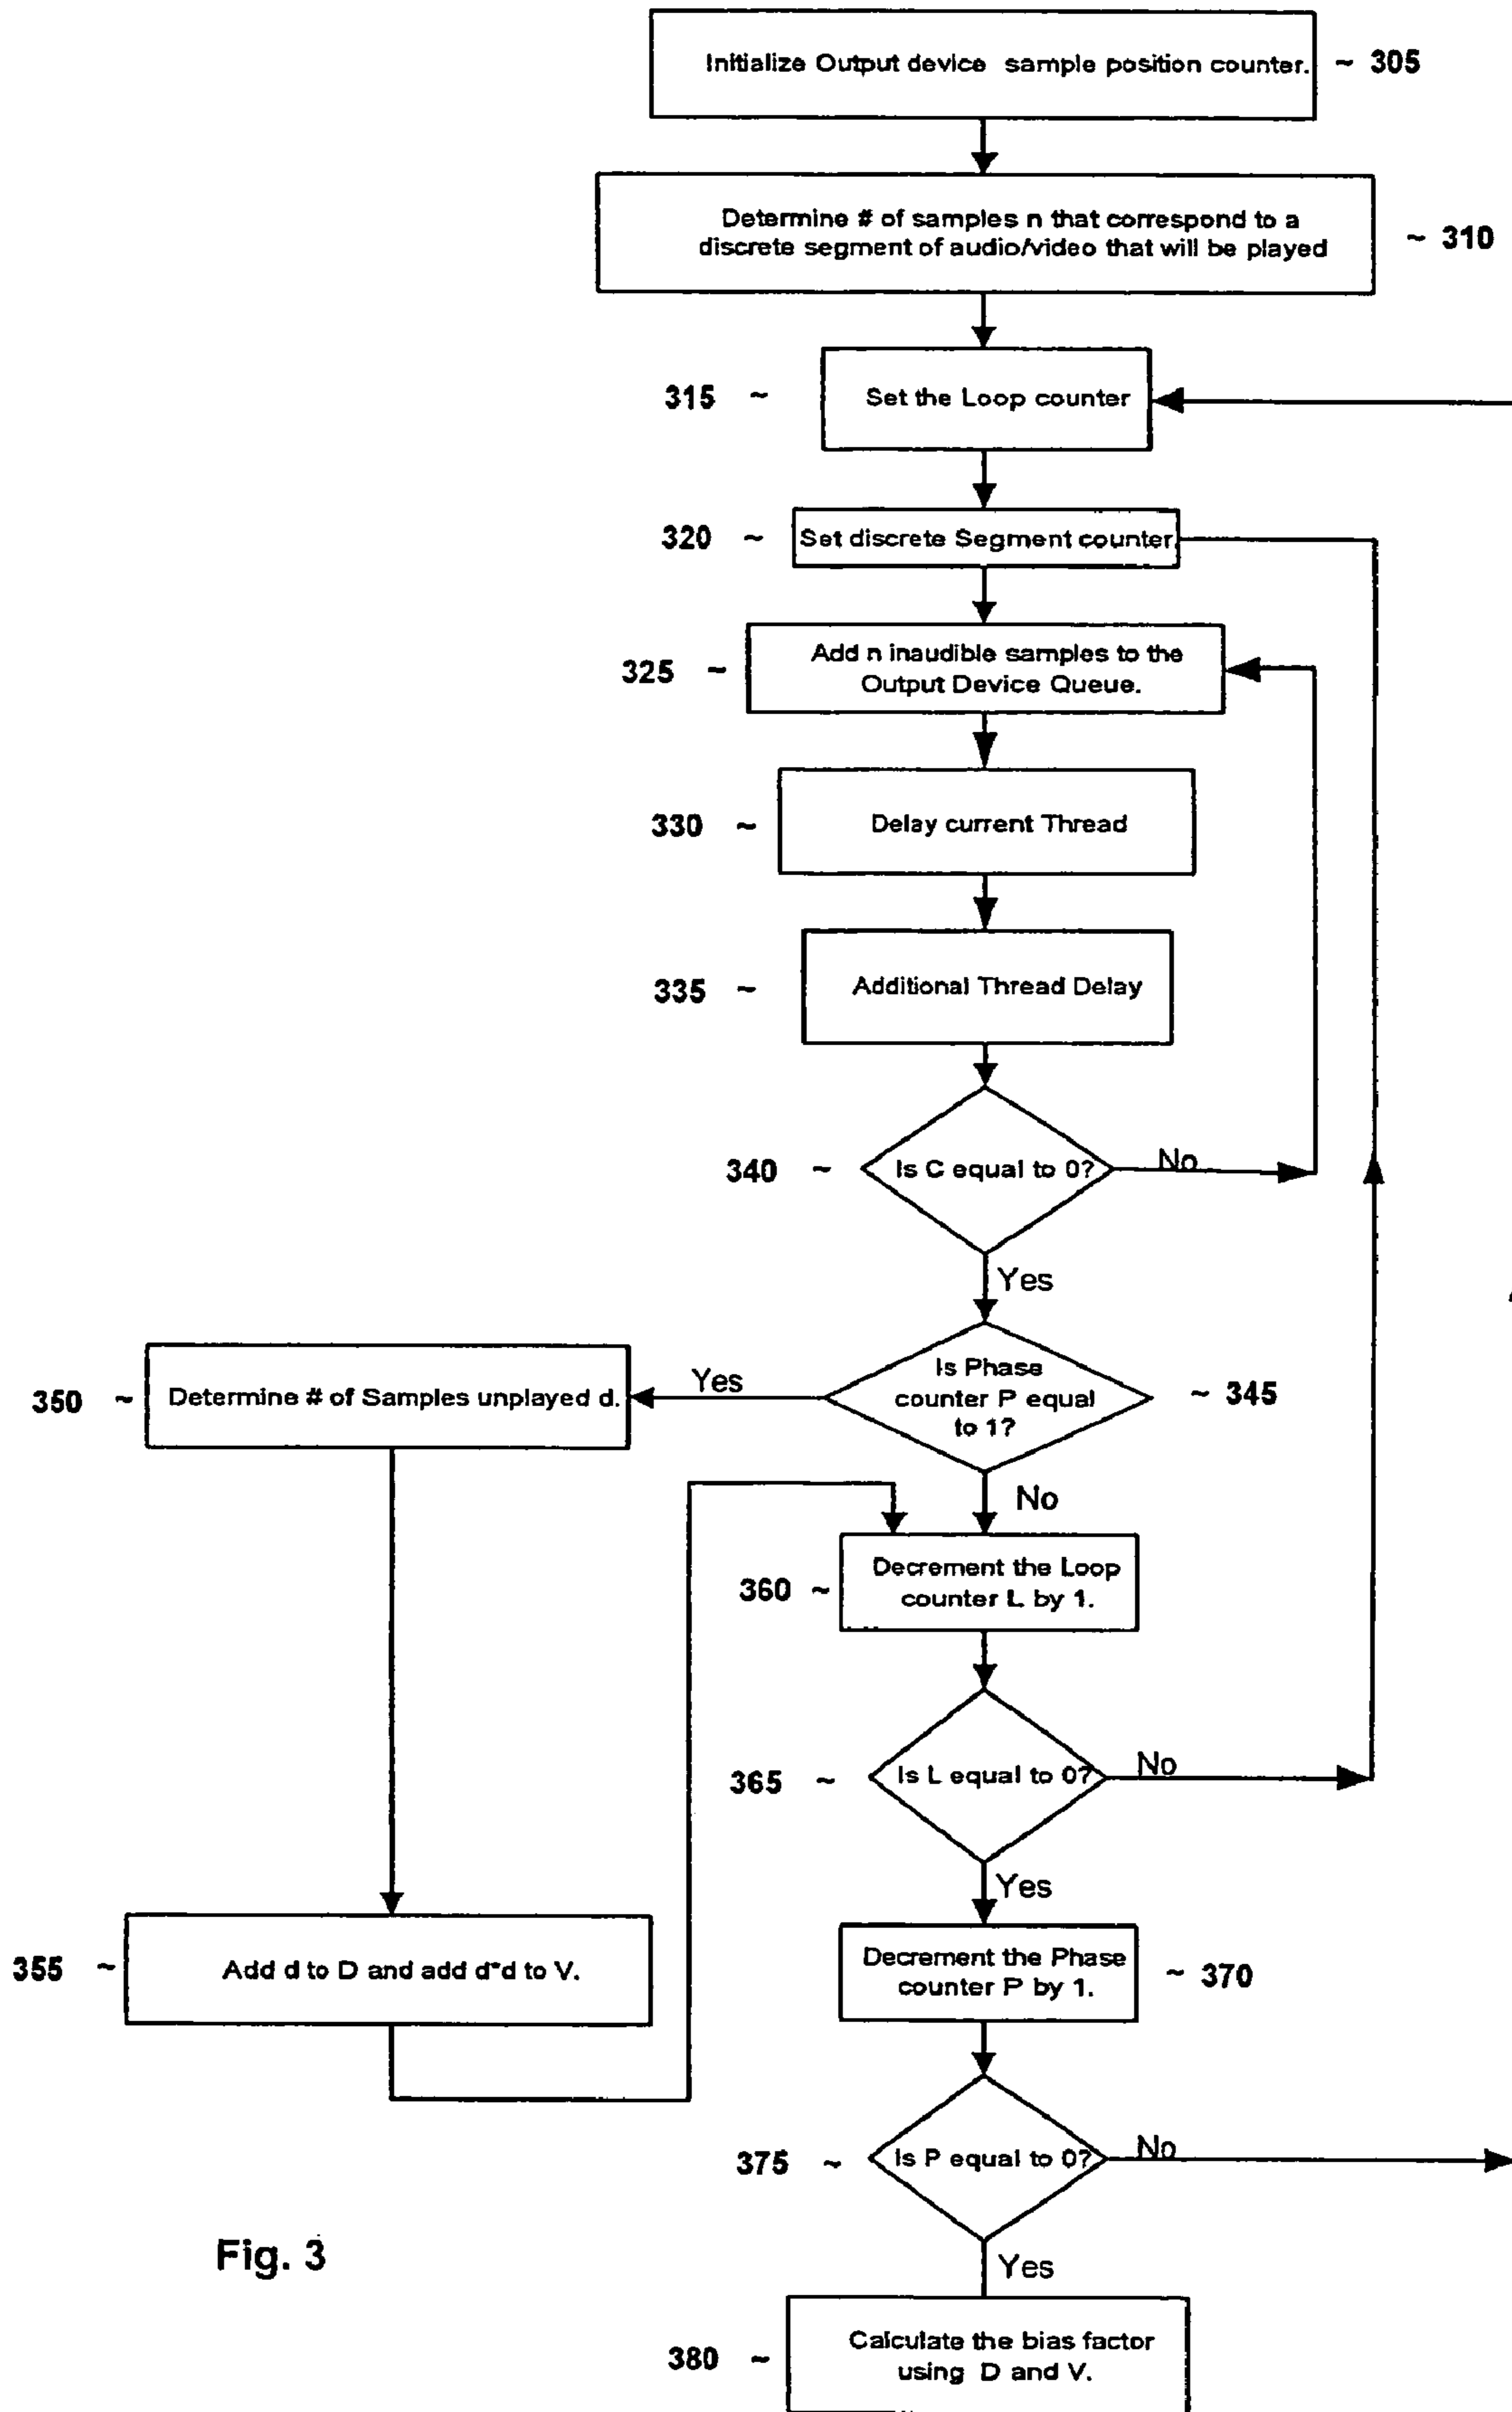 Initialize Output device sample position counter. ~ 305
Determine # of samples n that correspond to a
discrete segment of audio/video that will be played
~ 310
315 ~ Set the Loop counter
320 ~ Set discrete Segment counter
Add n inaudible samples to the
Output Device Queue.
325 ~
330 ~ Delay current Thread
335 ~ Additional Thread Delay
340 ~ Is C equal to 0? No
Yes
Is Phase
counter P equal
to 1?
~ 345
Yes
350 ~ Determine # of Samples unplayed d.
No
Decrement the Loop
counter L by 1.
360 ~
365 ~ Is L equal to 0? No
Yes
355 ~ Add d to D and add d*d to V.
Decrement the Phase
counter P by 1.
~ 370
375 ~ Is P equal to 0? No
Yes
Fig. 3
Calculate the bias factor
using D and V.
380 ~